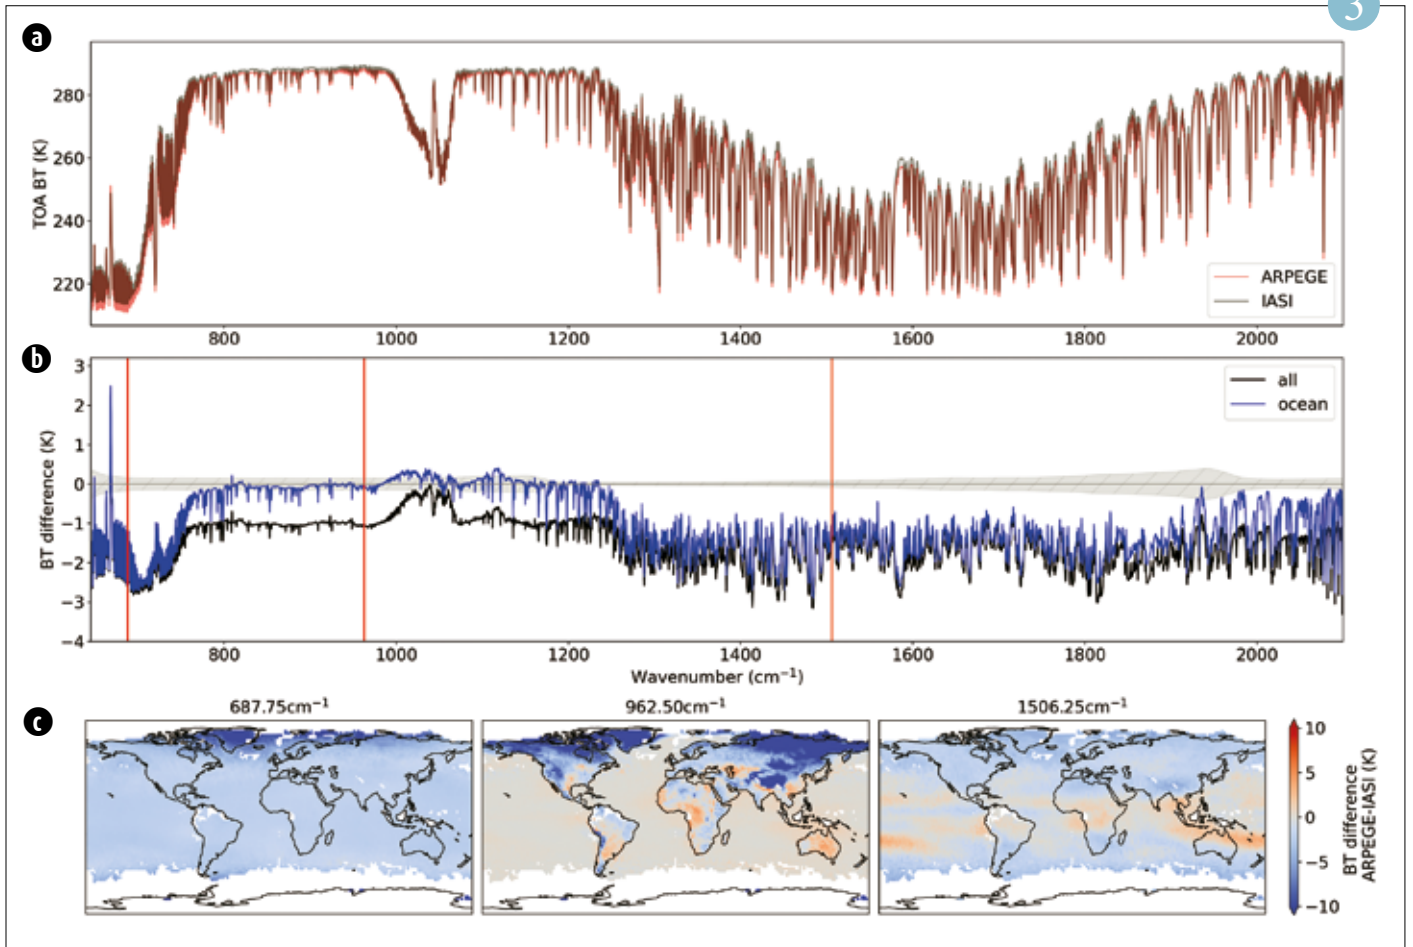 3
a
280
260
240
220
TOA BT (K)
ARPEGE
IASI
800 1000 1200 1400 1600 1800 2000
b
3
2
1
0
−1
−2
−3
−4
BT difference (K)
all
ocean
800 1000 1200 1400 1600 1800 2000
Wavenumber (cm⁻¹)
c
687.75cm⁻¹ 962.50cm⁻¹ 1506.25cm⁻¹
10
5
0
−5
−10
BT difference
ARPEGE-IASI (K)